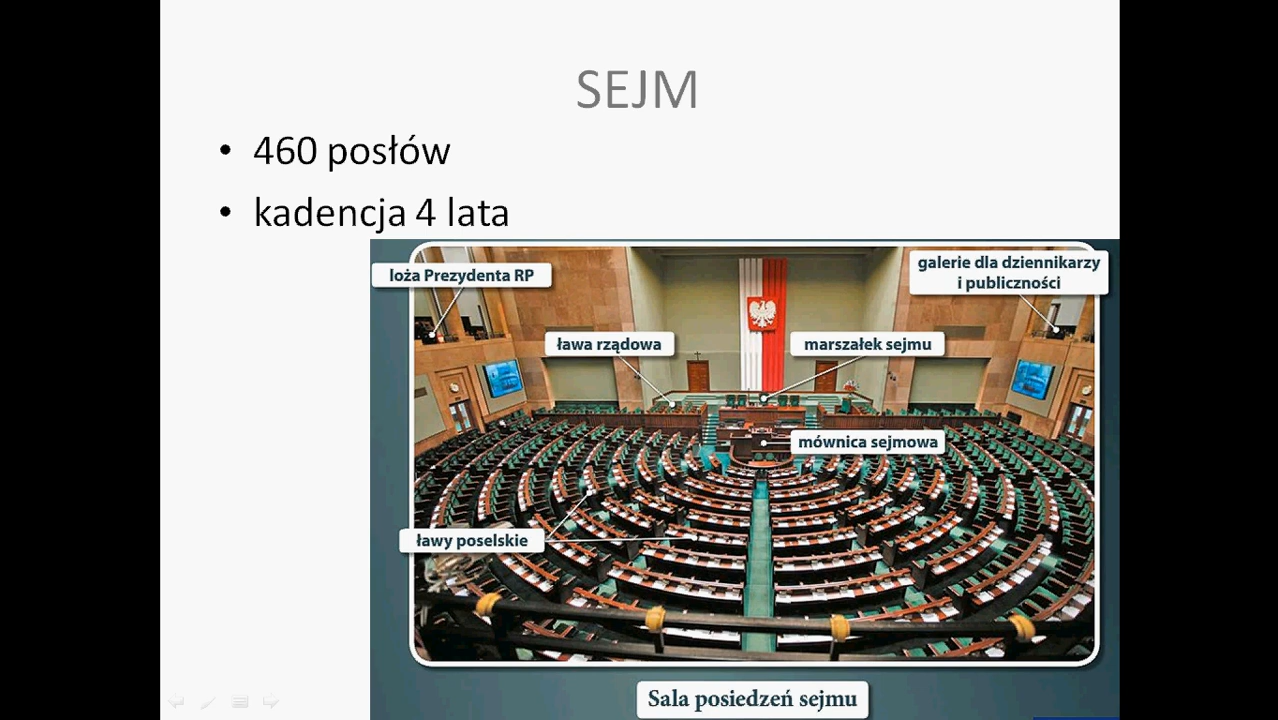 SEJM
• 460 posłów
• kadencja 4 lata
loża Prezydenta RP
galerie dla dziennikarzy
i publiczności
ława rządowa
marszałek sejmu
mównica sejmowa
ławy poselskie
Sala posiedzeń sejmu